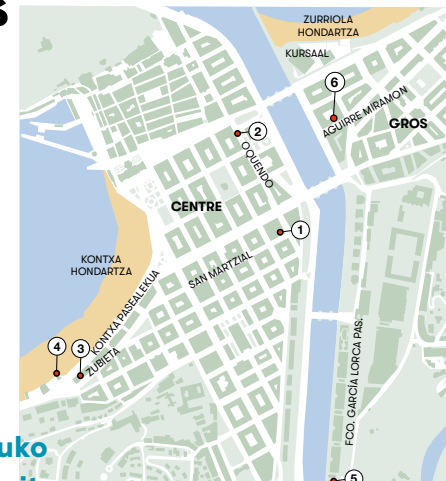 ZURRIOLA
HONDARTZA
KURSAAL
6
AGUIRRE MIRAMON
GROS
2
OQUENDO
CENTRE
1
SAN MARTZIAL
KONTXA
HONDARTZA
KONTXA PASEALEKUA
4
3
ZUBIETA
FCO. GARCÍA LORCA PAS.
uko
5